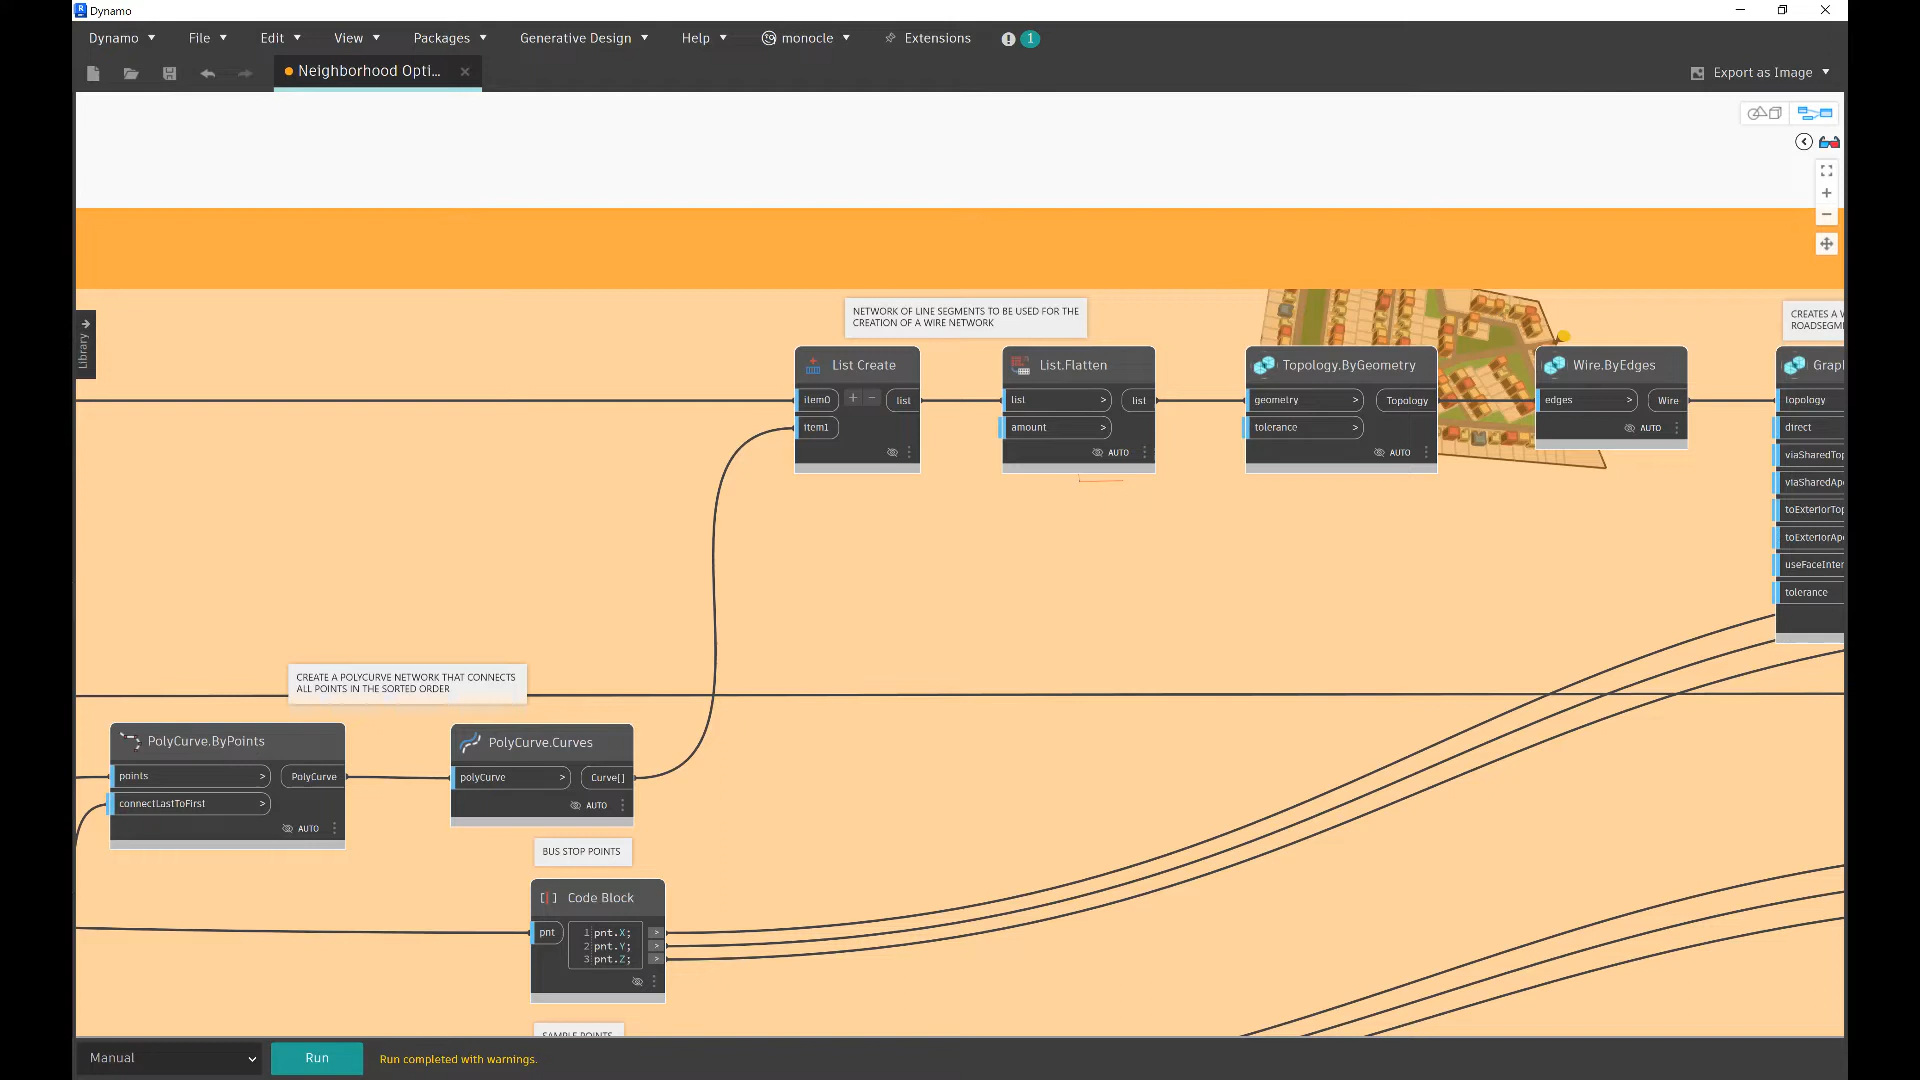 Dynamo
Dynamo File Edit View Packages Generative Design Help monocle Extensions 1
Neighborhood Opti...
Export as Image
Library
NETWORK OF LINE SEGMENTS TO BE USED FOR THE
CREATION OF A WIRE NETWORK
CREATES A W
ROADSEGM
List Create
item0 + - list
item1
List.Flatten
list > list
amount >
AUTO
Topology.ByGeometry
geometry > Topology
tolerance >
AUTO
Wire.ByEdges
edges > Wire
AUTO
Grap
topology
direct
viaSharedTop
viaSharedApe
toExteriorTop
toExteriorApe
useFaceInter
tolerance
CREATE A POLYCURVE NETWORK THAT CONNECTS
ALL POINTS IN THE SORTED ORDER
PolyCurve.ByPoints
points > PolyCurve
connectLastToFirst >
AUTO
PolyCurve.Curves
polyCurve > Curve[]
AUTO
BUS STOP POINTS
Code Block
pnt 1 pnt.X; >
2 pnt.Y; >
3 pnt.Z; >
SAMPLE POINTS
Manual Run Run completed with warnings.